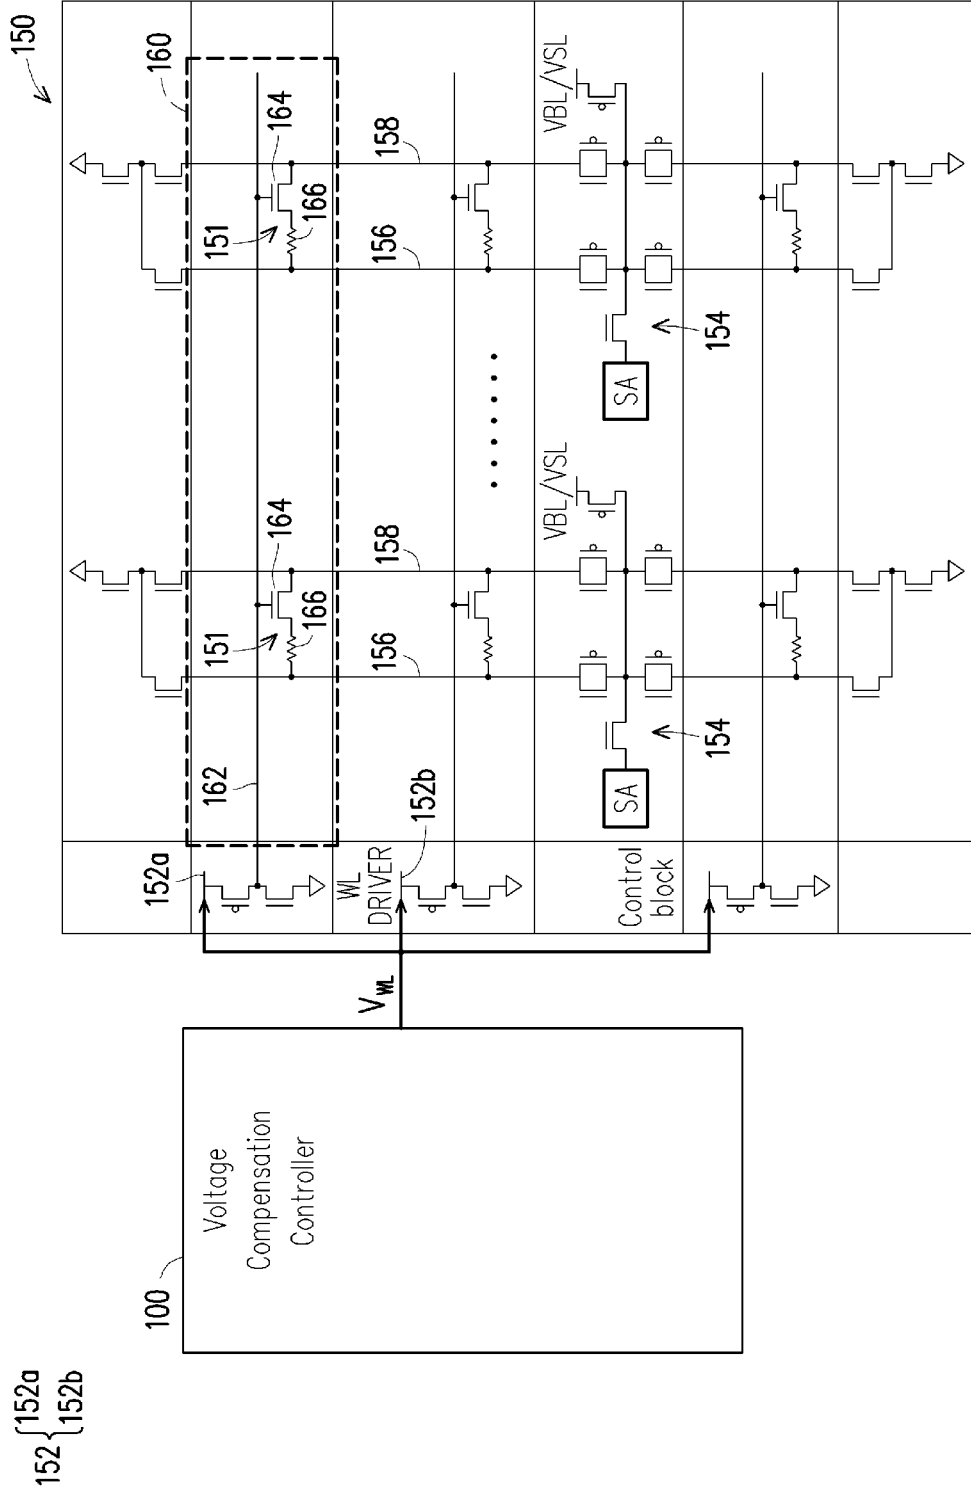 150
160
164
158
151
166
156
VBL/VSL
154
SA
164
158
151
166
156
VBL/VSL
154
SA
162
152a
WL
DRIVER
152b
Control
block
VWL
Voltage
Compensation
Controller
100
152 { 152a
152b